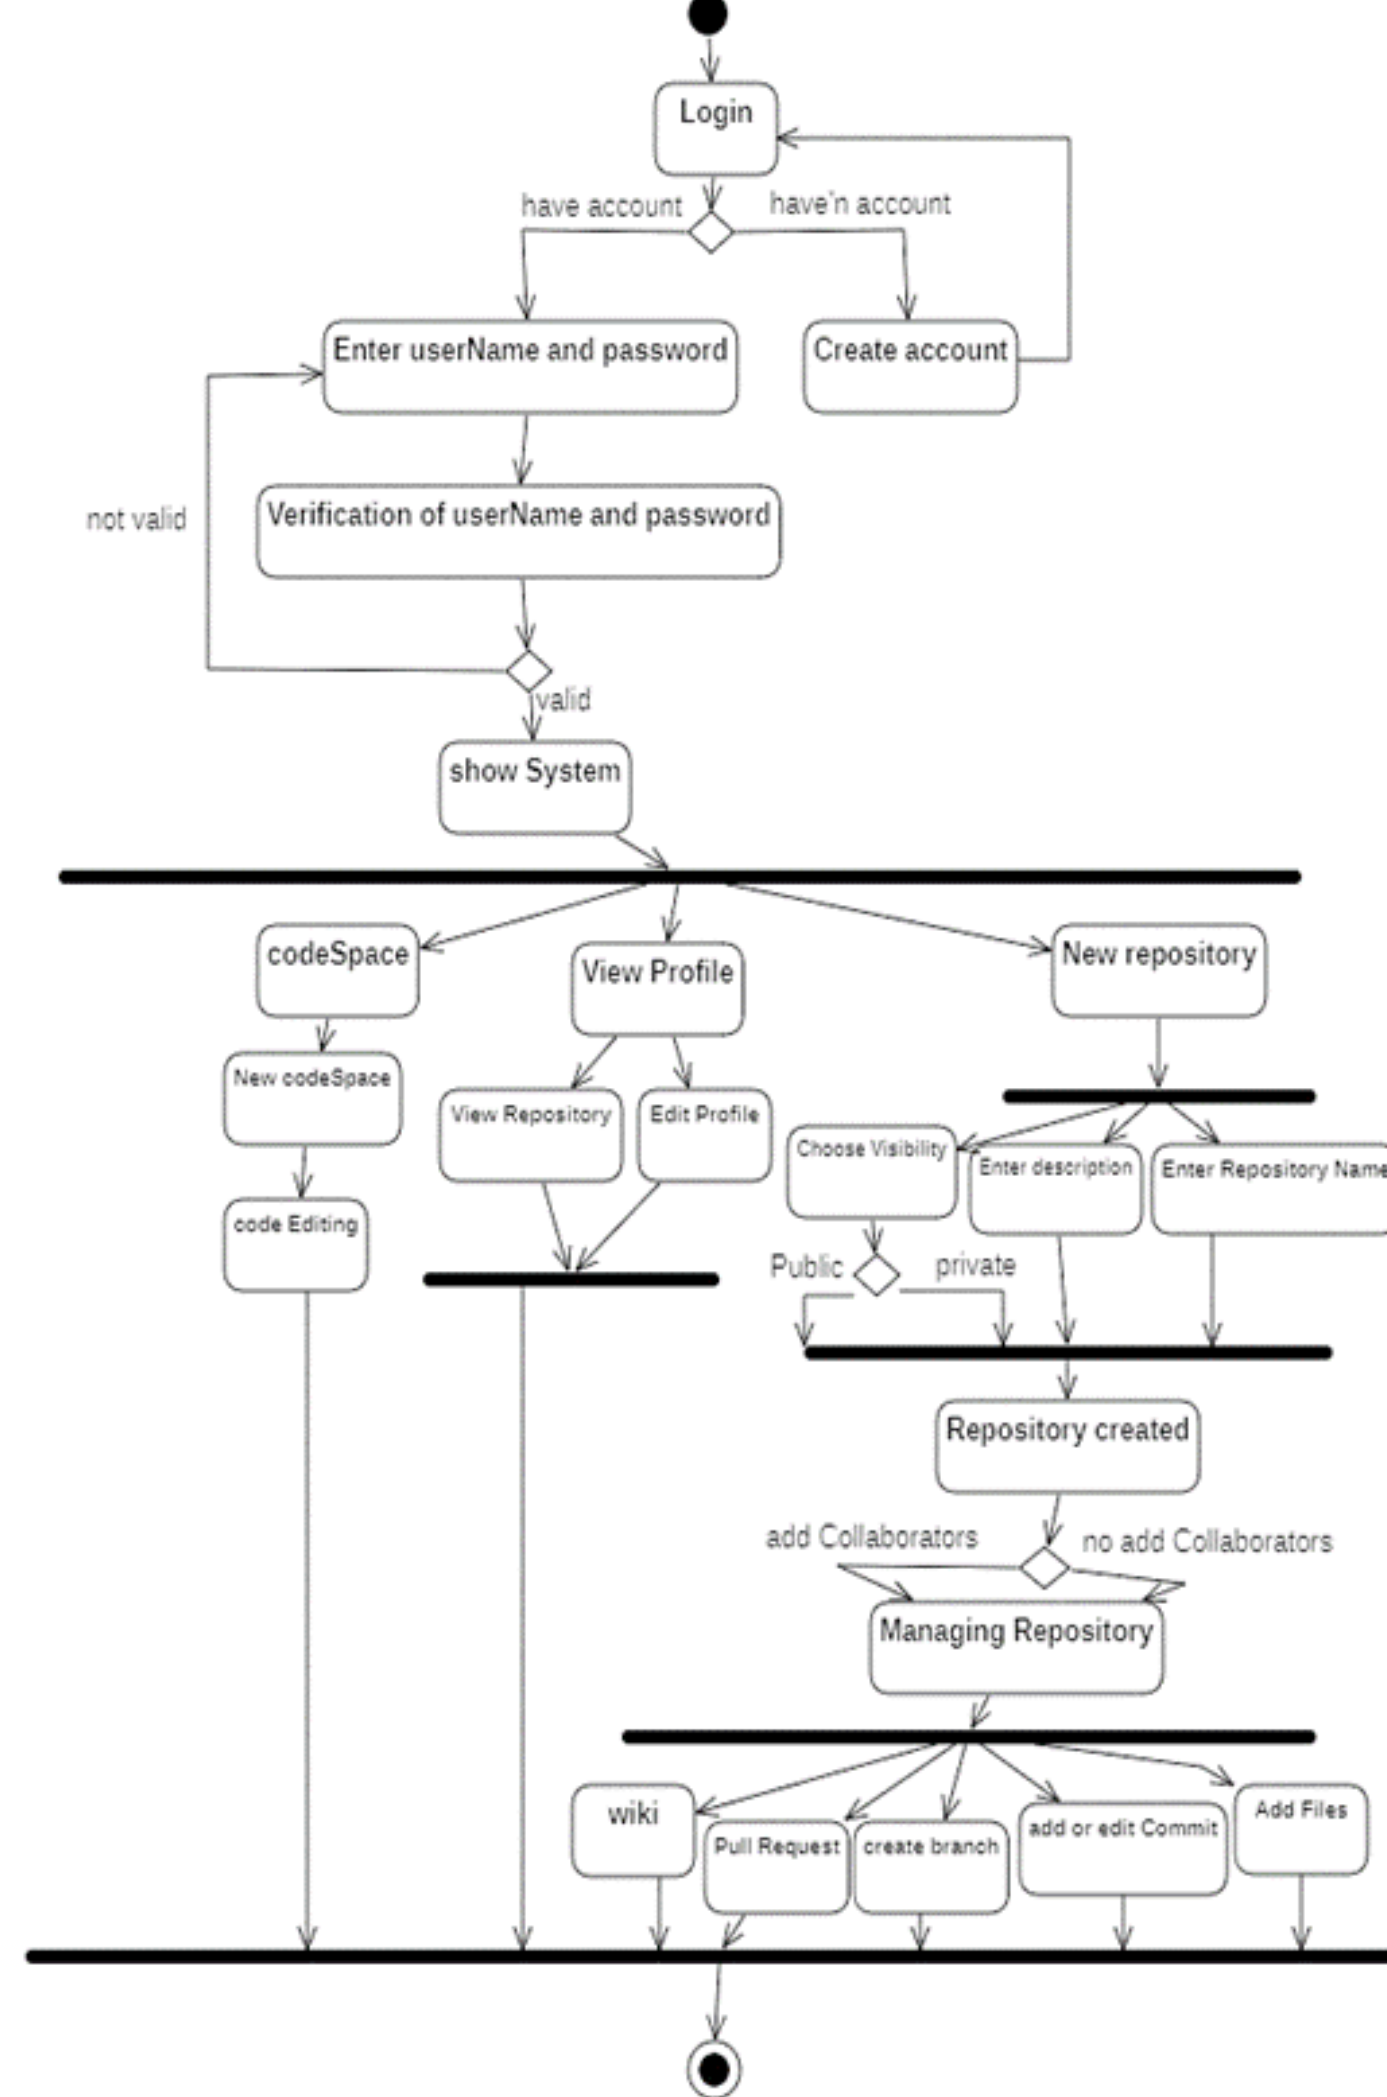 Login
have account
have'n account
Enter userName and password
Create account
not valid
Verification of userName and password
valid
show System
codeSpace
View Profile
New repository
New codeSpace
View Repository
Edit Profile
Choose Visibility
Enter description
Enter Repository Name
code Editing
Public
private
Repository created
add Collaborators
no add Collaborators
Managing Repository
wiki
Pull Request
create branch
add or edit Commit
Add Files